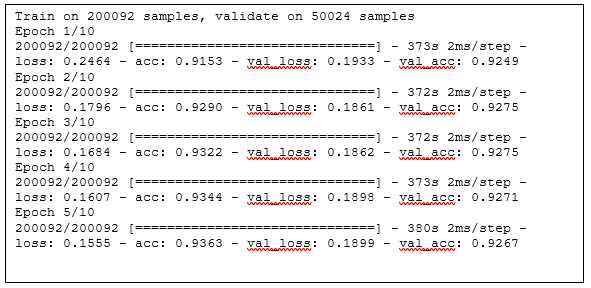 Train on 200092 samples, validate on 50024 samples
Epoch 1/10
200092/200092 [==============================] - 373s 2ms/step -
loss: 0.2464 - acc: 0.9153 - val_loss: 0.1933 - val_acc: 0.9249
Epoch 2/10
200092/200092 [==============================] - 372s 2ms/step -
loss: 0.1796 - acc: 0.9290 - val_loss: 0.1861 - val_acc: 0.9275
Epoch 3/10
200092/200092 [==============================] - 372s 2ms/step -
loss: 0.1684 - acc: 0.9322 - val_loss: 0.1862 - val_acc: 0.9275
Epoch 4/10
200092/200092 [==============================] - 373s 2ms/step -
loss: 0.1607 - acc: 0.9344 - val_loss: 0.1898 - val_acc: 0.9271
Epoch 5/10
200092/200092 [==============================] - 380s 2ms/step -
loss: 0.1555 - acc: 0.9363 - val_loss: 0.1899 - val_acc: 0.9267